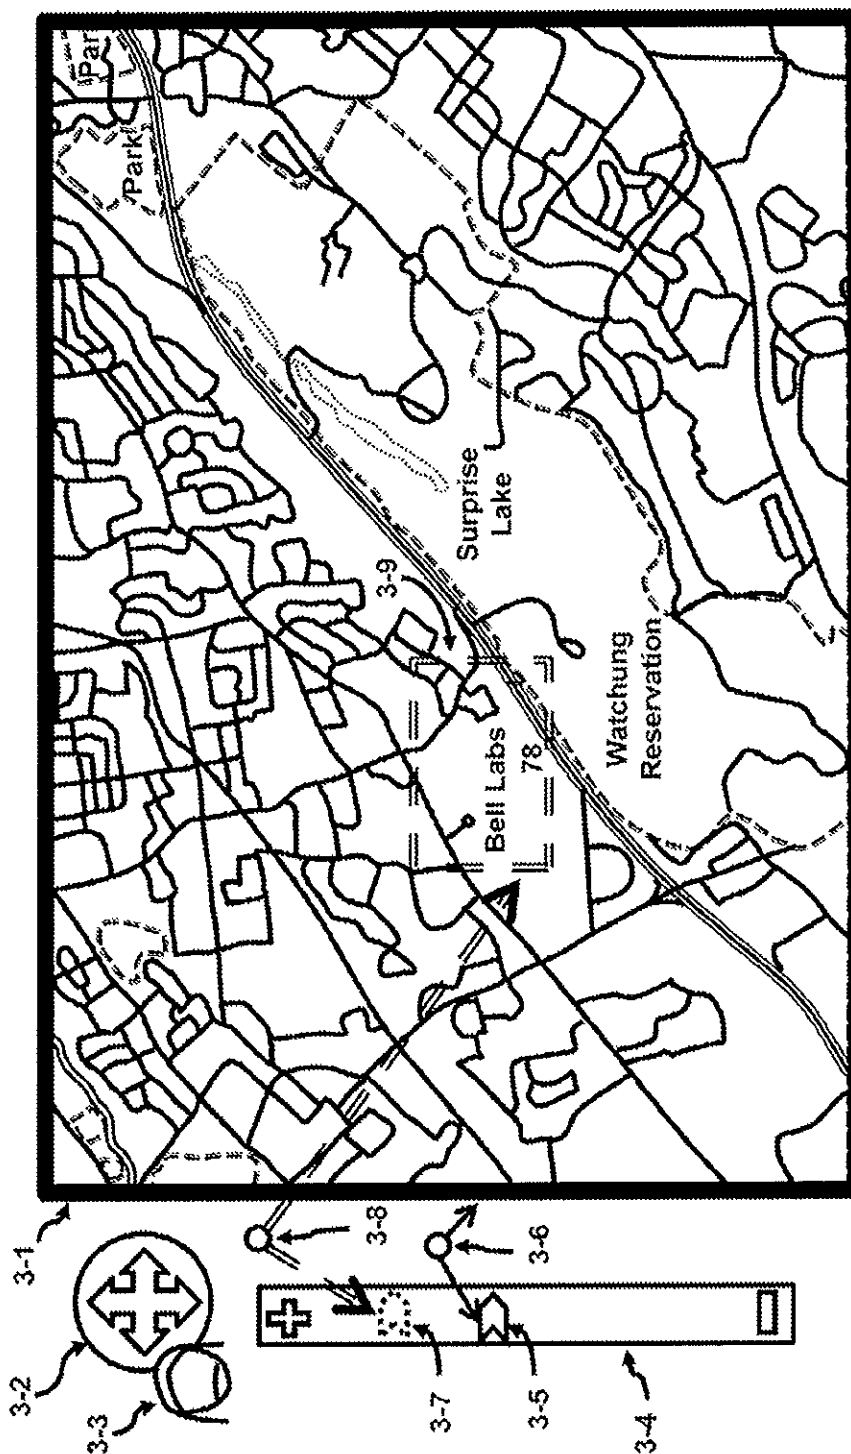 3-1
3-2
3-3
3-8
3-6
3-7
3-5
3-4
Park
Par
Surprise
Lake
3-9
Bell Labs
78
Watchung
Reservation